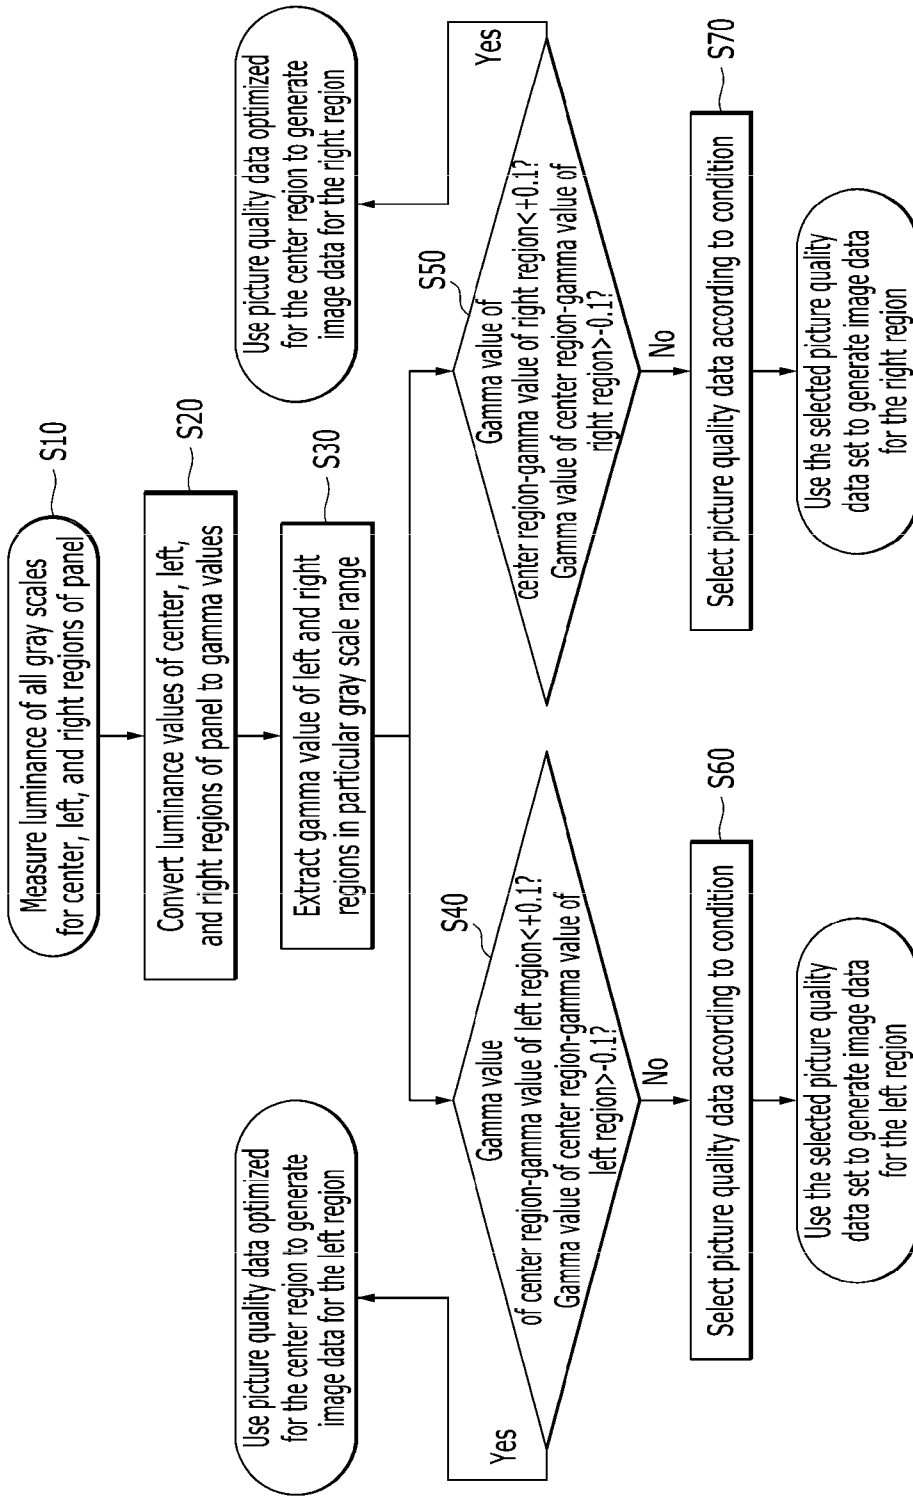 Measure luminance of all gray scales
for center, left, and right regions of panel
S10
Convert luminance values of center, left,
and right regions of panel to gamma values
S20
Extract gamma value of left and right
regions in particular gray scale range
S30
Use picture quality data optimized
for the center region to generate
image data for the left region
Yes
Gamma value
of center region-gamma value of left region<+0.1?
Gamma value of center region-gamma value of
left region>-0.1?
S40
No
Select picture quality data according to condition
S60
Use the selected picture quality
data set to generate image data
for the left region
Use picture quality data optimized
for the center region to generate
image data for the right region
Yes
Gamma value of
center region-gamma value of right region<+0.1?
Gamma value of center region-gamma value of
right region>-0.1?
S50
No
Select picture quality data according to condition
S70
Use the selected picture quality
data set to generate image data
for the right region